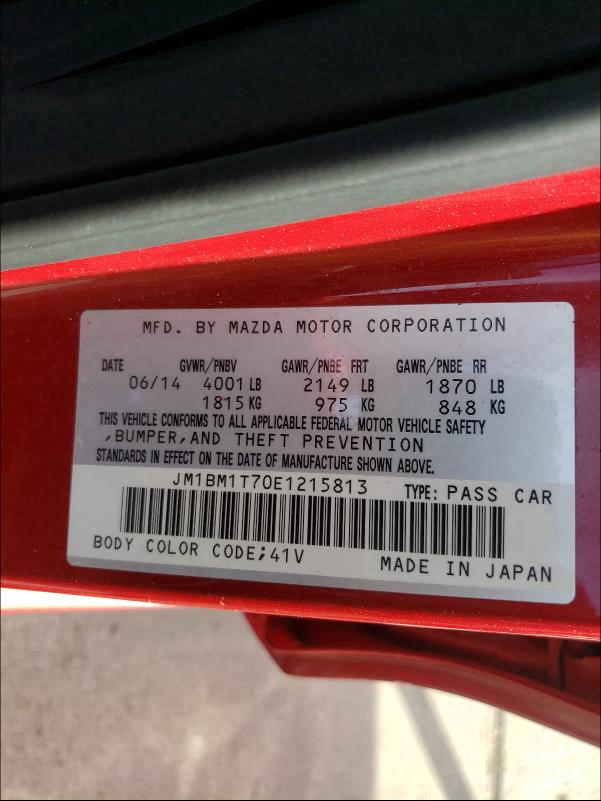 MFD. BY MAZDA MOTOR CORPORATION
DATE GVWR/PNBV GAWR/PNBE FRT GAWR/PNBE RR
06/14 4001 LB 2149 LB 1870 LB
1815 KG 975 KG 848 KG
THIS VEHICLE CONFORMS TO ALL APPLICABLE FEDERAL MOTOR VEHICLE SAFETY
,BUMPER,AND THEFT PREVENTION
STANDARDS IN EFFECT ON THE DATE OF MANUFACTURE SHOWN ABOVE.
JM1BM1T70E1215813 TYPE: PASS CAR
BODY COLOR CODE;41V MADE IN JAPAN